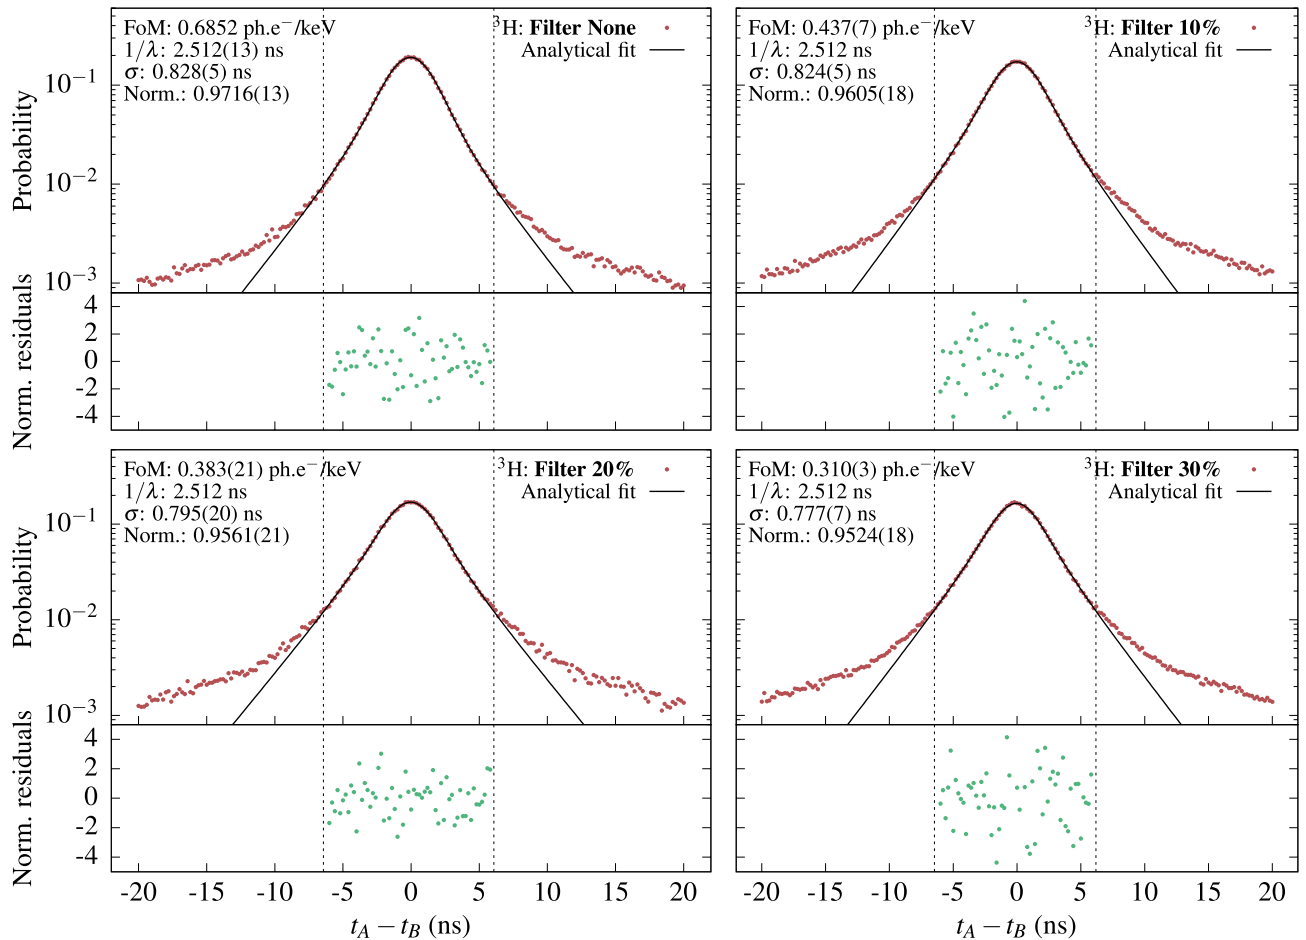 FoM: 0.6852 ph.e⁻/keV
1/λ: 2.512(13) ns
σ: 0.828(5) ns
Norm.: 0.9716(13)
³H: Filter None
Analytical fit
Probability
10⁻¹
10⁻²
10⁻³
Norm. residuals
4
2
0
-2
-4
FoM: 0.437(7) ph.e⁻/keV
1/λ: 2.512 ns
σ: 0.824(5) ns
Norm.: 0.9605(18)
³H: Filter 10%
Analytical fit
FoM: 0.383(21) ph.e⁻/keV
1/λ: 2.512 ns
σ: 0.795(20) ns
Norm.: 0.9561(21)
³H: Filter 20%
Analytical fit
Probability
10⁻¹
10⁻²
10⁻³
Norm. residuals
4
2
0
-2
-4
-20 -15 -10 -5 0 5 10 15 20
t_A − t_B (ns)
FoM: 0.310(3) ph.e⁻/keV
1/λ: 2.512 ns
σ: 0.777(7) ns
Norm.: 0.9524(18)
³H: Filter 30%
Analytical fit
-20 -15 -10 -5 0 5 10 15 20
t_A − t_B (ns)